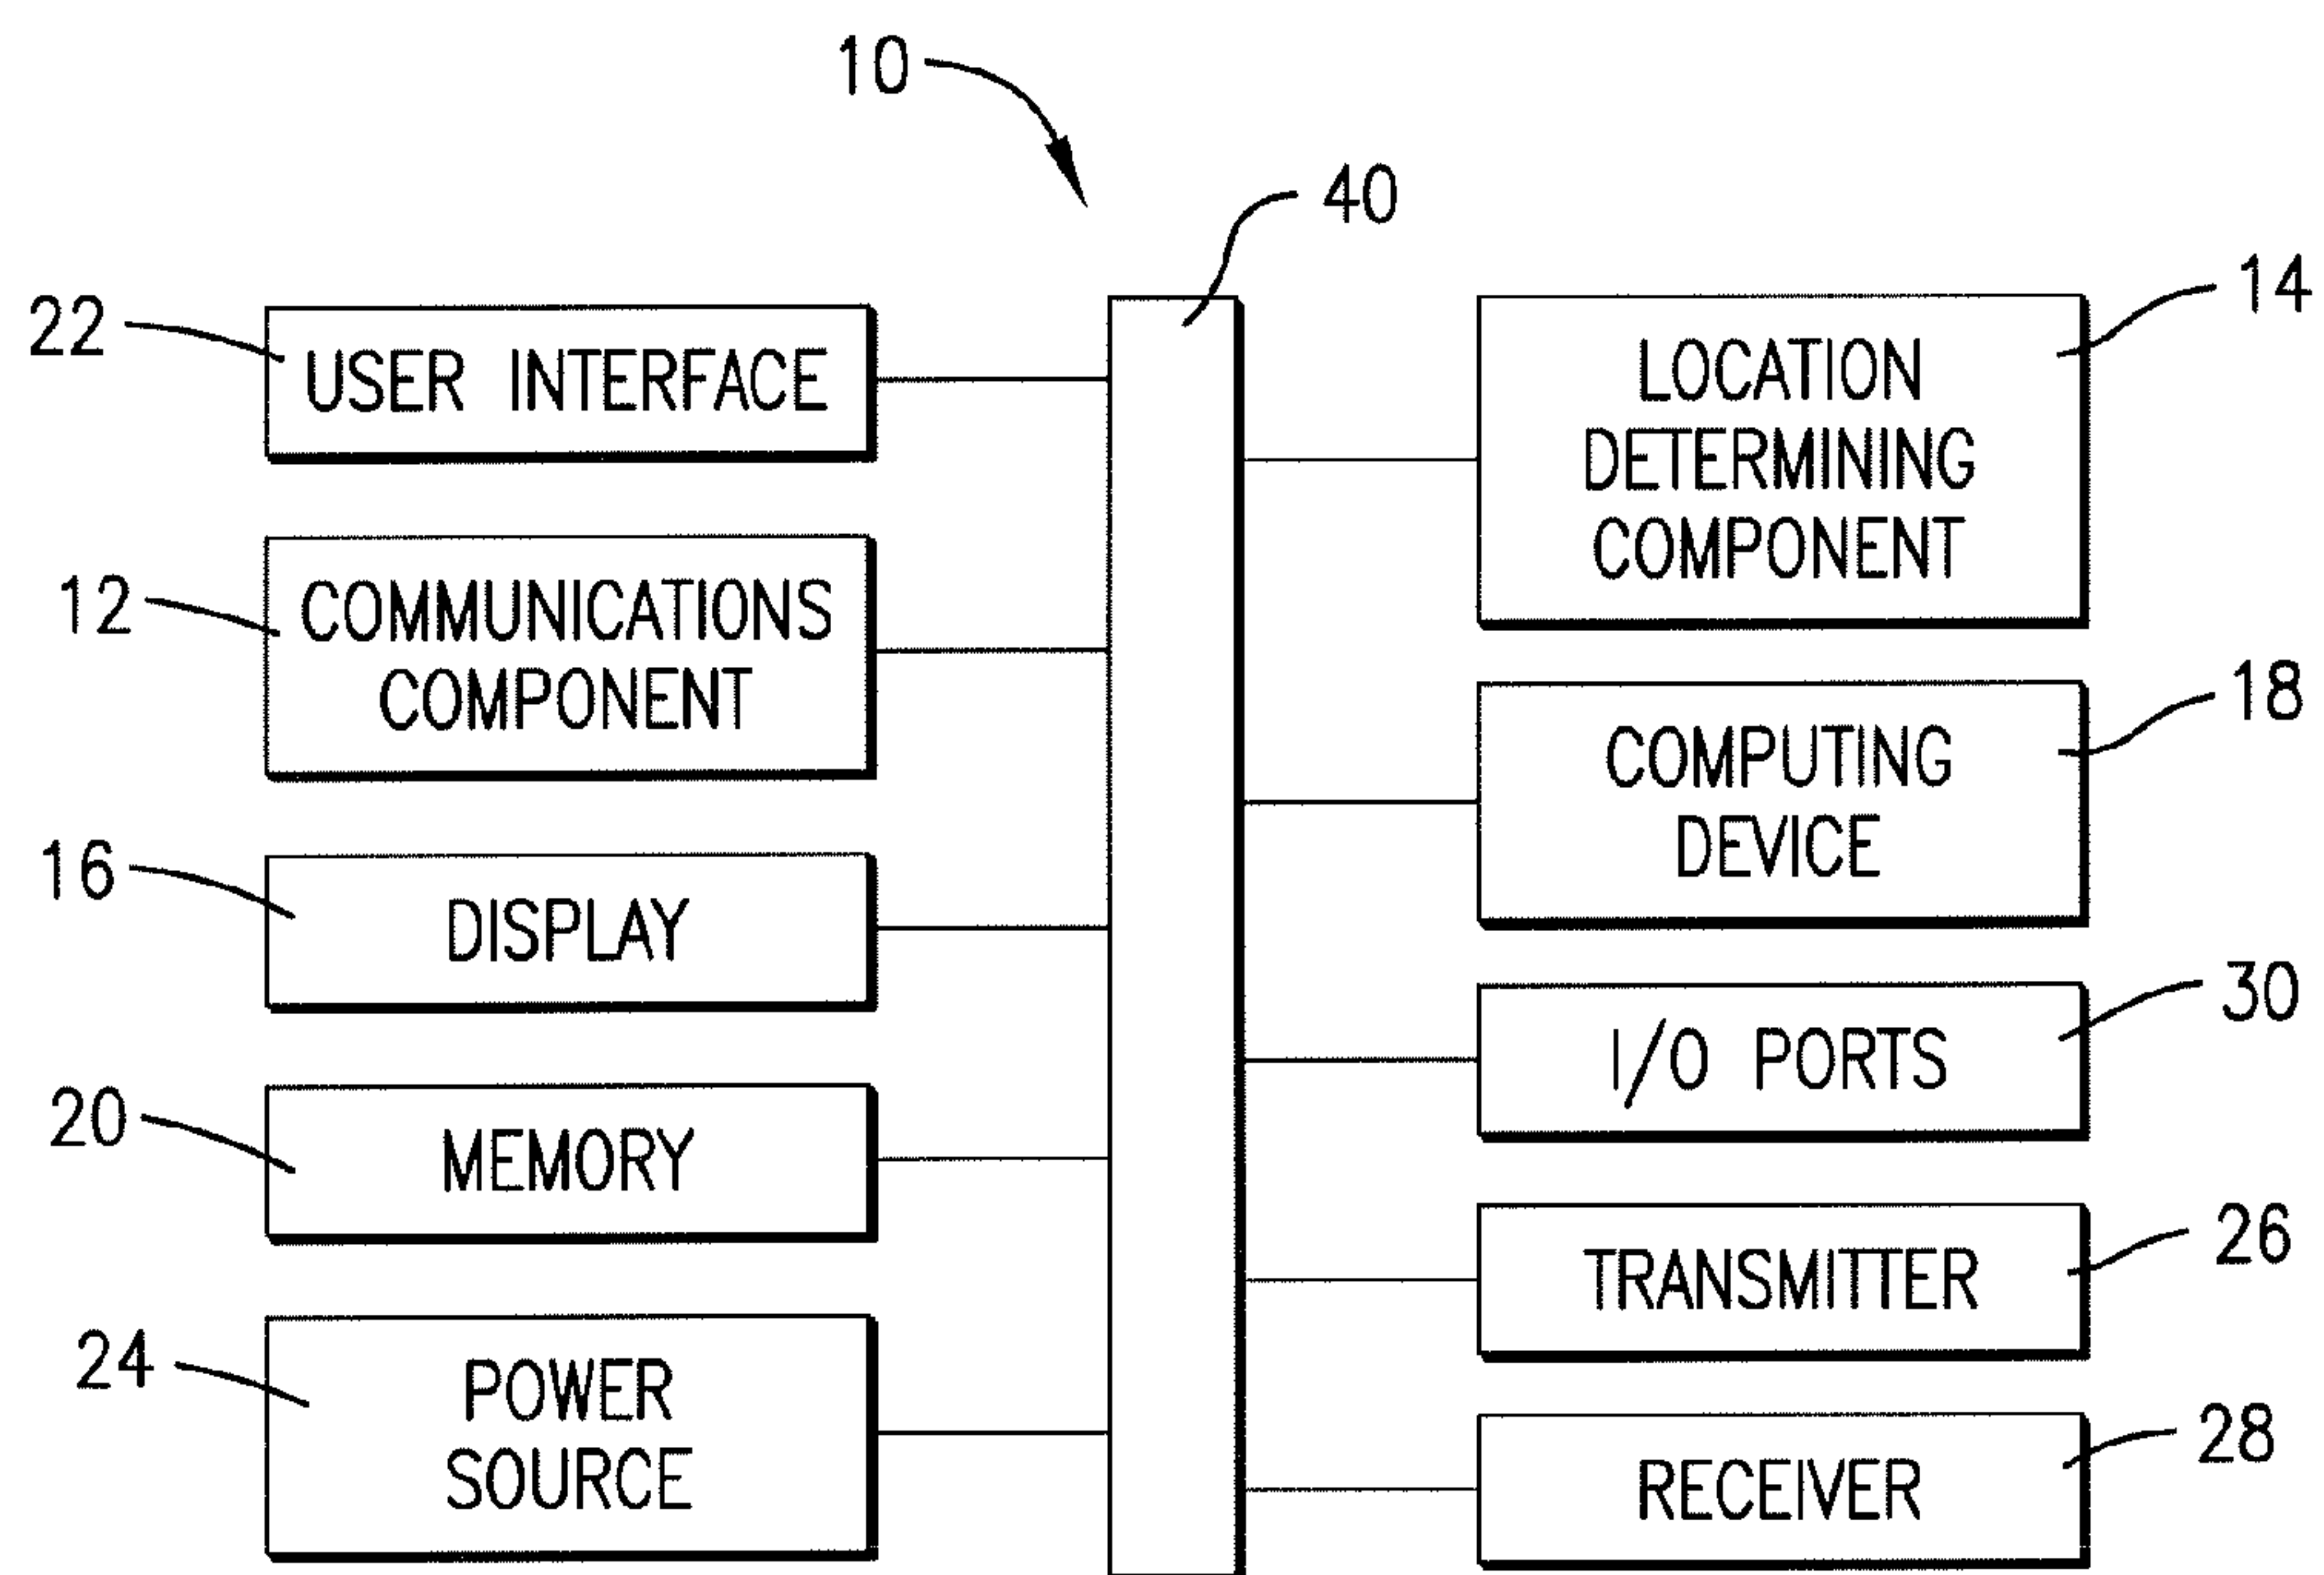 10
40
22
USER INTERFACE
12
COMMUNICATIONS
COMPONENT
16
DISPLAY
20
MEMORY
24
POWER
SOURCE
14
LOCATION
DETERMINING
COMPONENT
18
COMPUTING
DEVICE
30
I/O PORTS
26
TRANSMITTER
28
RECEIVER